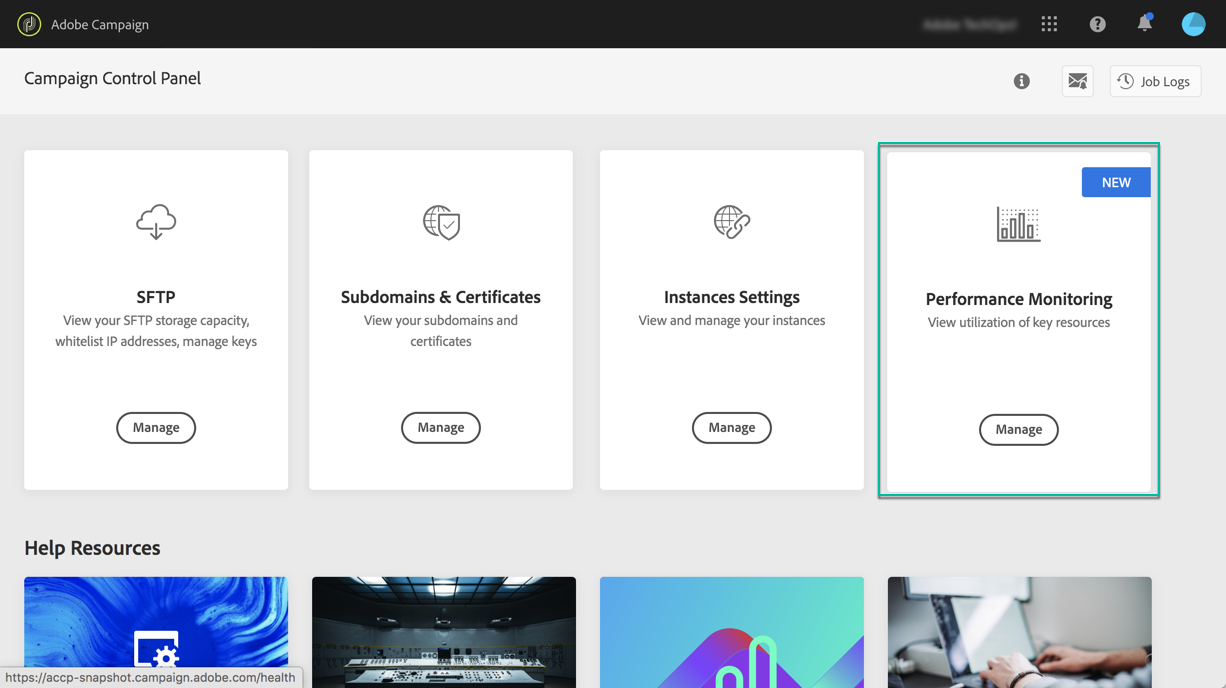 Adobe Campaign
Campaign Control Panel
Job Logs
NEW
SFTP
View your SFTP storage capacity,
whitelist IP addresses, manage keys
Manage
Subdomains & Certificates
View your subdomains and
certificates
Manage
Instances Settings
View and manage your instances
Manage
Performance Monitoring
View utilization of key resources
Manage
Help Resources
https://accp-snapshot.campaign.adobe.com/health